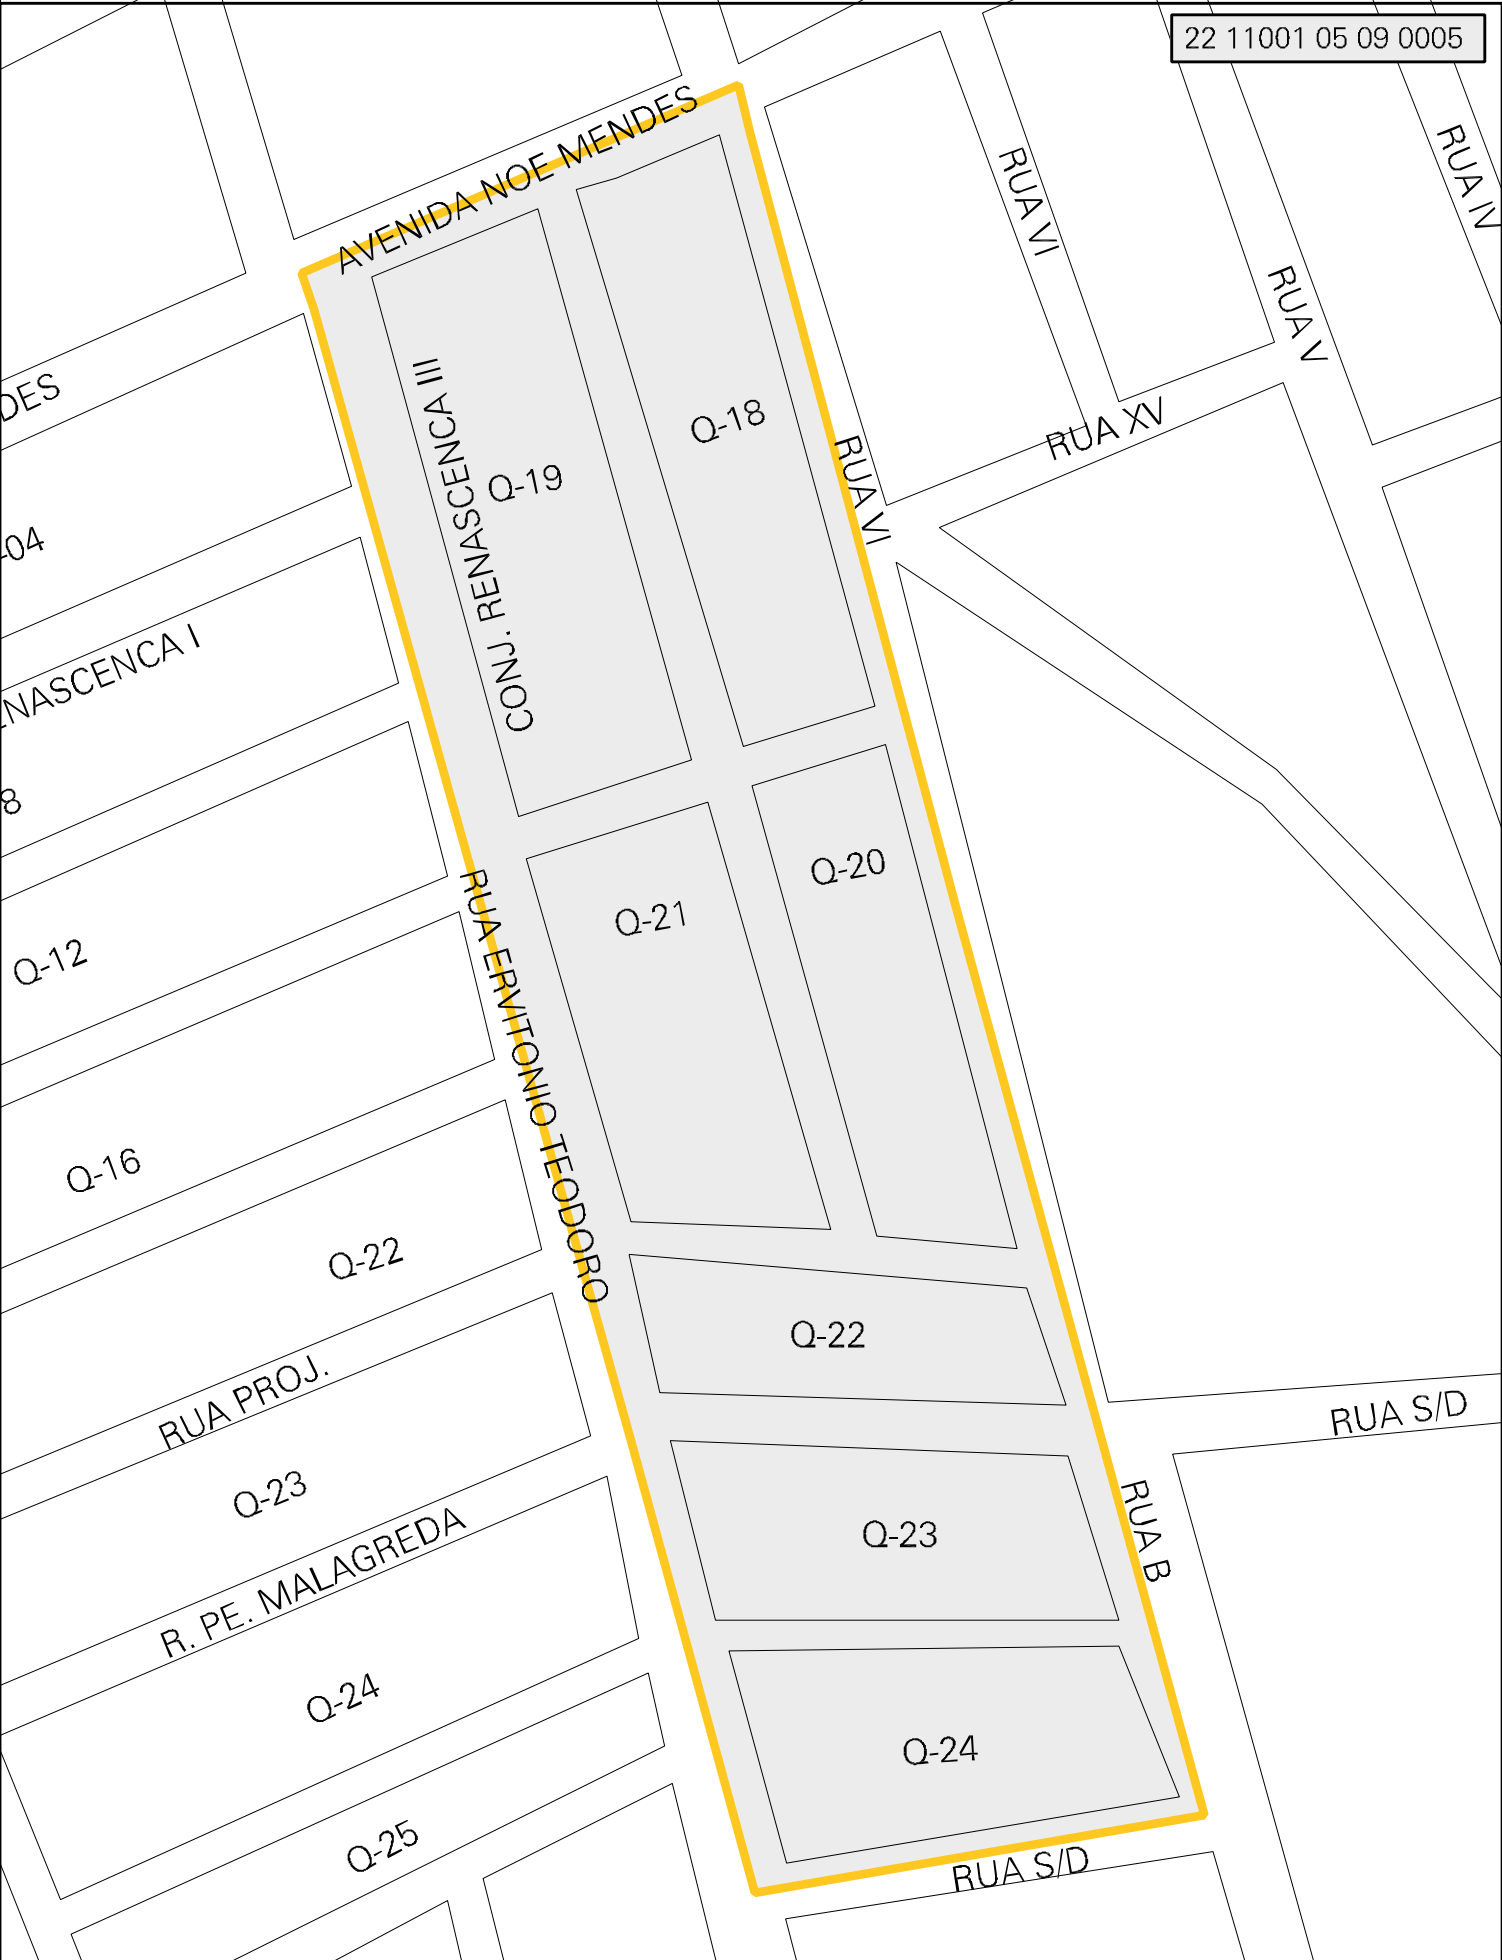 22 11001 05 09 0005
AVENIDA NOE MENDES
RUA VI
RUA IV
RUA V
DES
CONJ. RENASCENCA III
Q-18
RUA XV
Q-19
RUA VI
-04
ENASCENCA I
8
Q-20
Q-21
RUA ERVITONIO TEODORO
Q-12
Q-16
Q-22
Q-22
RUA PROJ.
RUA S/D
Q-23
Q-23
RUA B
R. PE. MALAGREDA
Q-24
Q-24
Q-25
RUA S/D